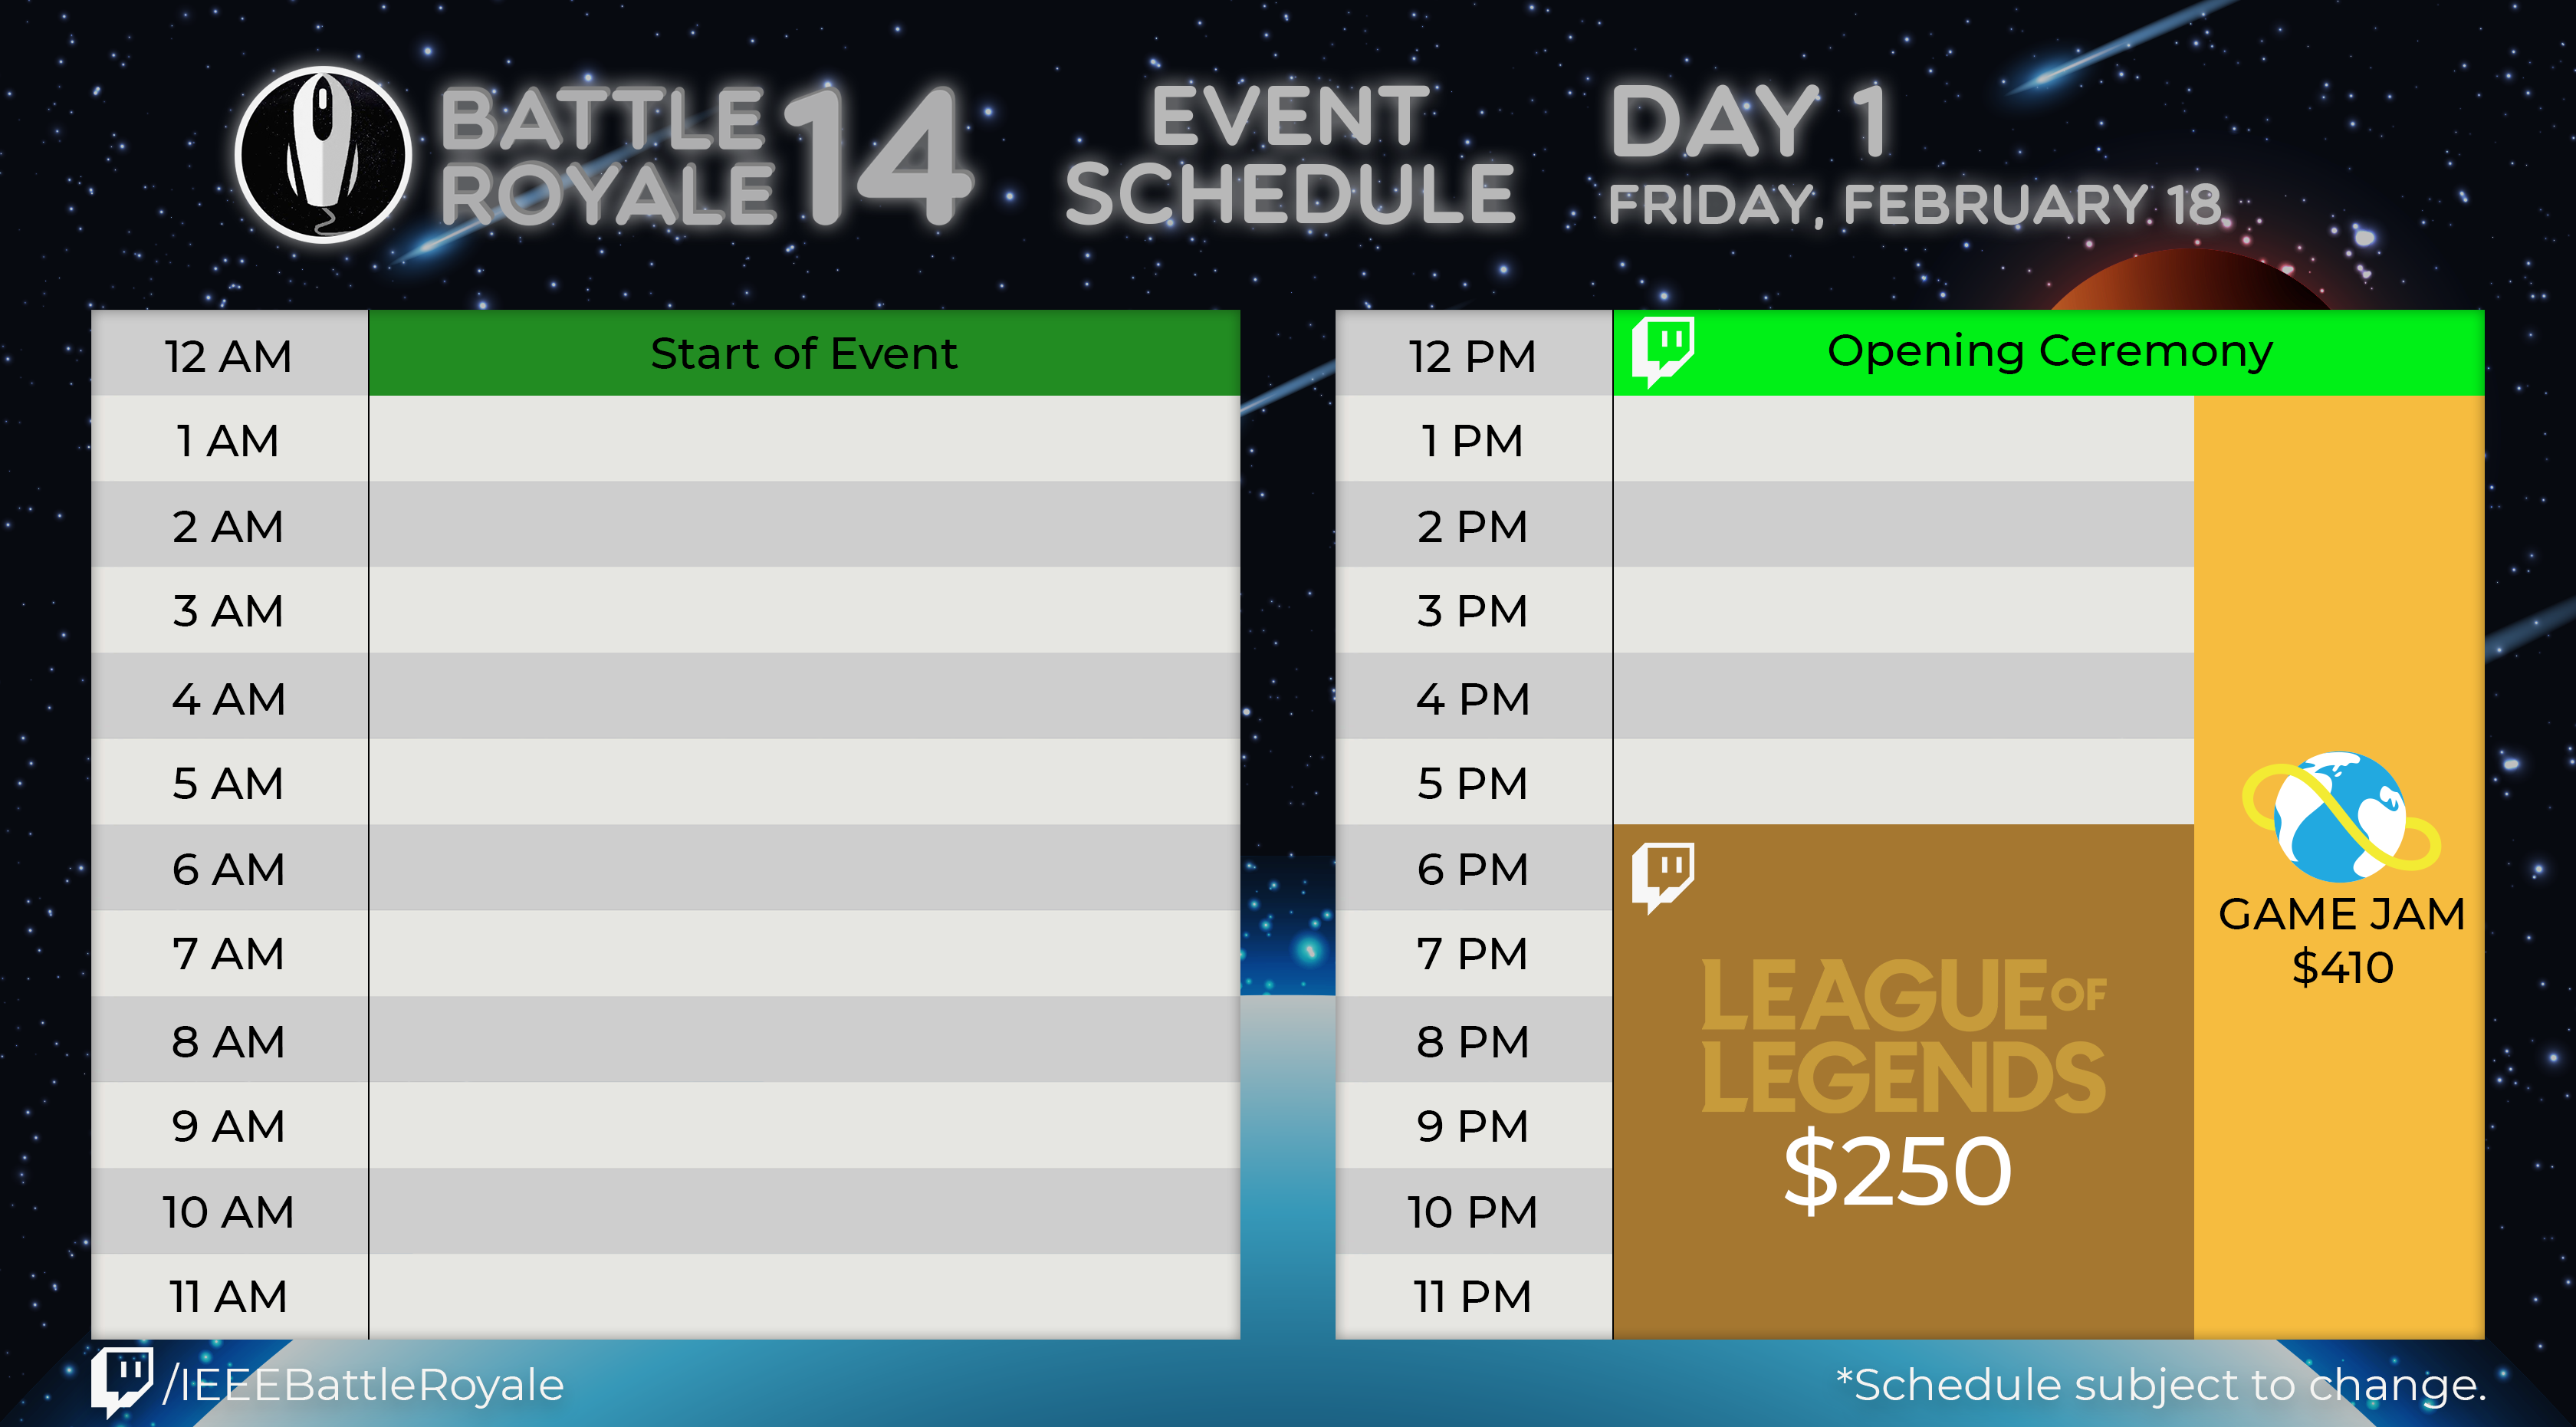 BATTLE
ROYALE 14
EVENT
SCHEDULE
DAY 1
FRIDAY, FEBRUARY 18
12 AM Start of Event
1 AM
2 AM
3 AM
4 AM
5 AM
6 AM
7 AM
8 AM
9 AM
10 AM
11 AM
12 PM Opening Ceremony
1 PM
2 PM
3 PM
4 PM
5 PM
6 PM
7 PM
8 PM
9 PM
10 PM
11 PM
LEAGUE OF
LEGENDS
$250
GAME JAM
$410
/IEEEBattleRoyale
*Schedule subject to change.